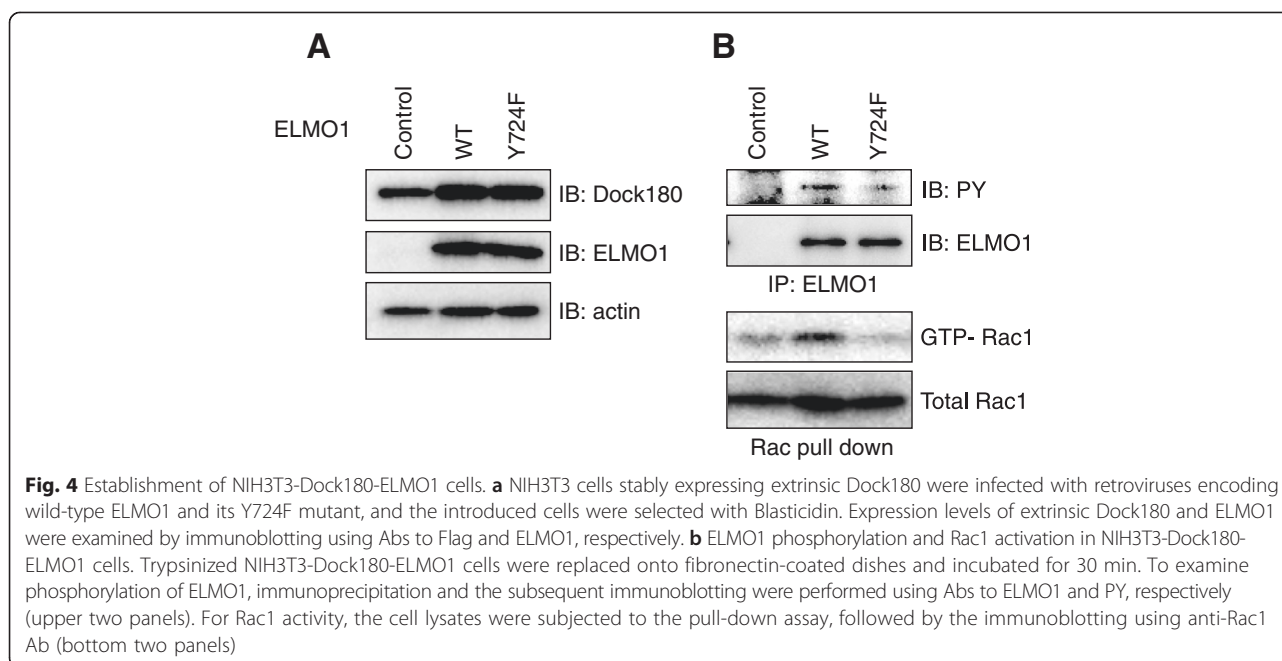 A
B
ELMO1
Control
WT
Y724F
IB: Dock180
IB: ELMO1
IB: actin
Control
WT
Y724F
IB: PY
IB: ELMO1
IP: ELMO1
GTP- Rac1
Total Rac1
Rac pull down
Fig. 4 Establishment of NIH3T3-Dock180-ELMO1 cells. a NIH3T3 cells stably expressing extrinsic Dock180 were infected with retroviruses encoding
wild-type ELMO1 and its Y724F mutant, and the introduced cells were selected with Blasticidin. Expression levels of extrinsic Dock180 and ELMO1
were examined by immunoblotting using Abs to Flag and ELMO1, respectively. b ELMO1 phosphorylation and Rac1 activation in NIH3T3-Dock180-
ELMO1 cells. Trypsinized NIH3T3-Dock180-ELMO1 cells were replaced onto fibronectin-coated dishes and incubated for 30 min. To examine
phosphorylation of ELMO1, immunoprecipitation and the subsequent immunoblotting were performed using Abs to ELMO1 and PY, respectively
(upper two panels). For Rac1 activity, the cell lysates were subjected to the pull-down assay, followed by the immunoblotting using anti-Rac1
Ab (bottom two panels)